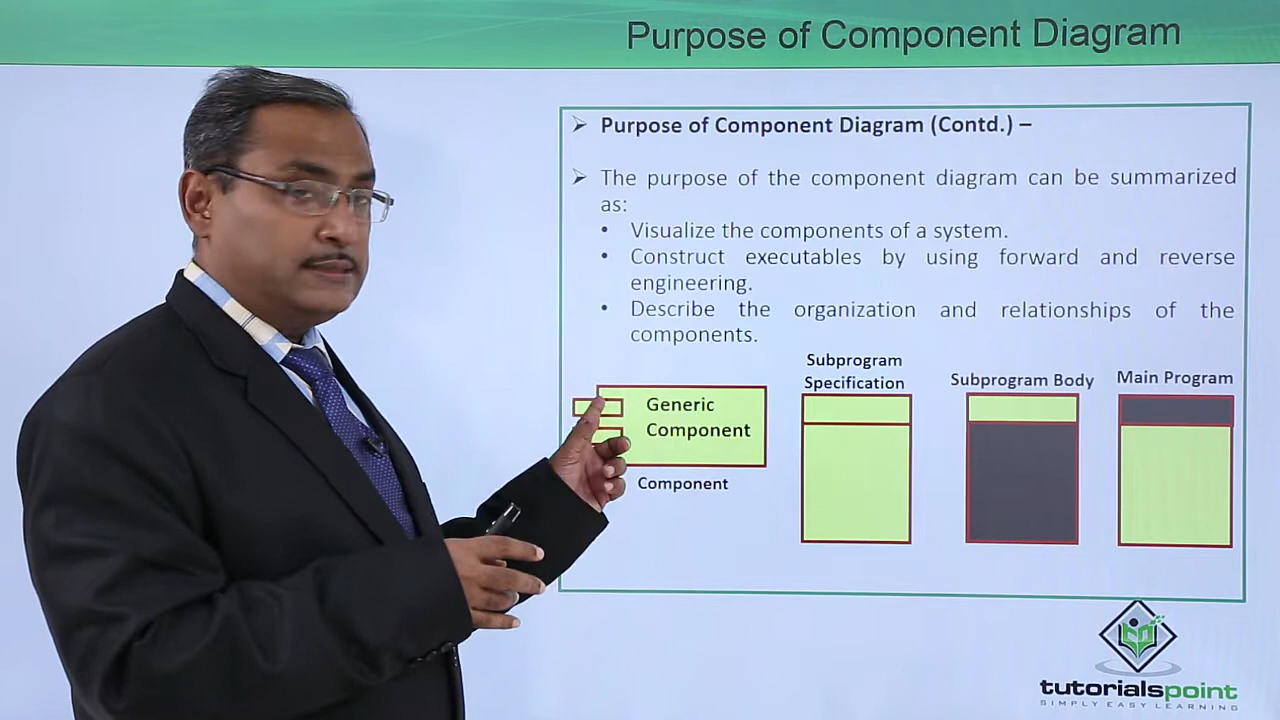 Purpose of Component Diagram
Purpose of Component Diagram (Contd.) –
The purpose of the component diagram can be summarized
as:
Visualize the components of a system.
Construct executables by using forward and reverse
engineering.
Describe the organization and relationships of the
components.
Subprogram
Specification
Subprogram Body
Main Program
Generic
Component
Component
tutorialspoint
SIMPLY EASY LEARNING